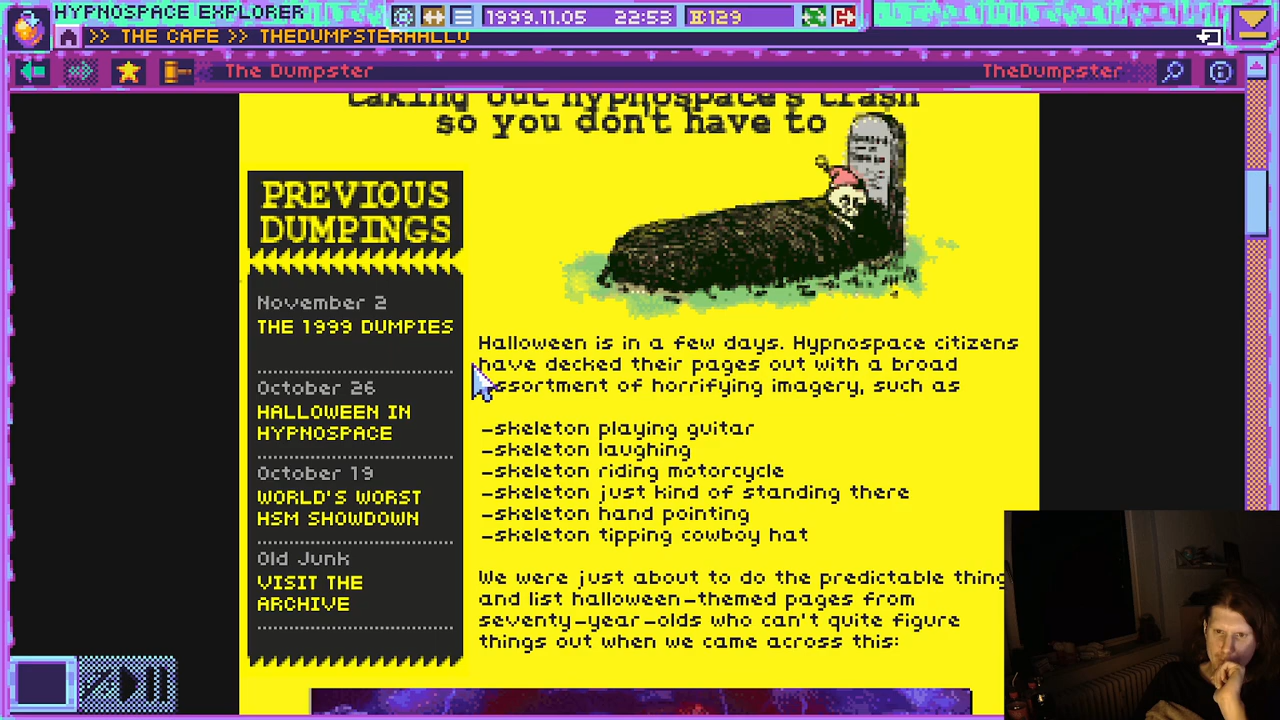 HYPNOSPACE EXPLORER
1999.11.05 22:53
129
>> THE CAFE >> THEDUMPSTERHALLO
The Dumpster
TheDumpster
taking out hypnospace's trash
so you don't have to
PREVIOUS
DUMPINGS
November 2
THE 1999 DUMPIES
October 26
HALLOWEEN IN
HYPNOSPACE
October 19
WORLD'S WORST
HSM SHOWDOWN
Old Junk
VISIT THE
ARCHIVE
Halloween is in a few days. Hypnospace citizens
have decked their pages out with a broad
assortment of horrifying imagery, such as
-skeleton playing guitar
-skeleton laughing
-skeleton riding motorcycle
-skeleton just kind of standing there
-skeleton hand pointing
-skeleton tipping cowboy hat
We were just about to do the predictable thing
and list halloween-themed pages from
seventy-year-olds who can't quite figure
things out when we came across this: